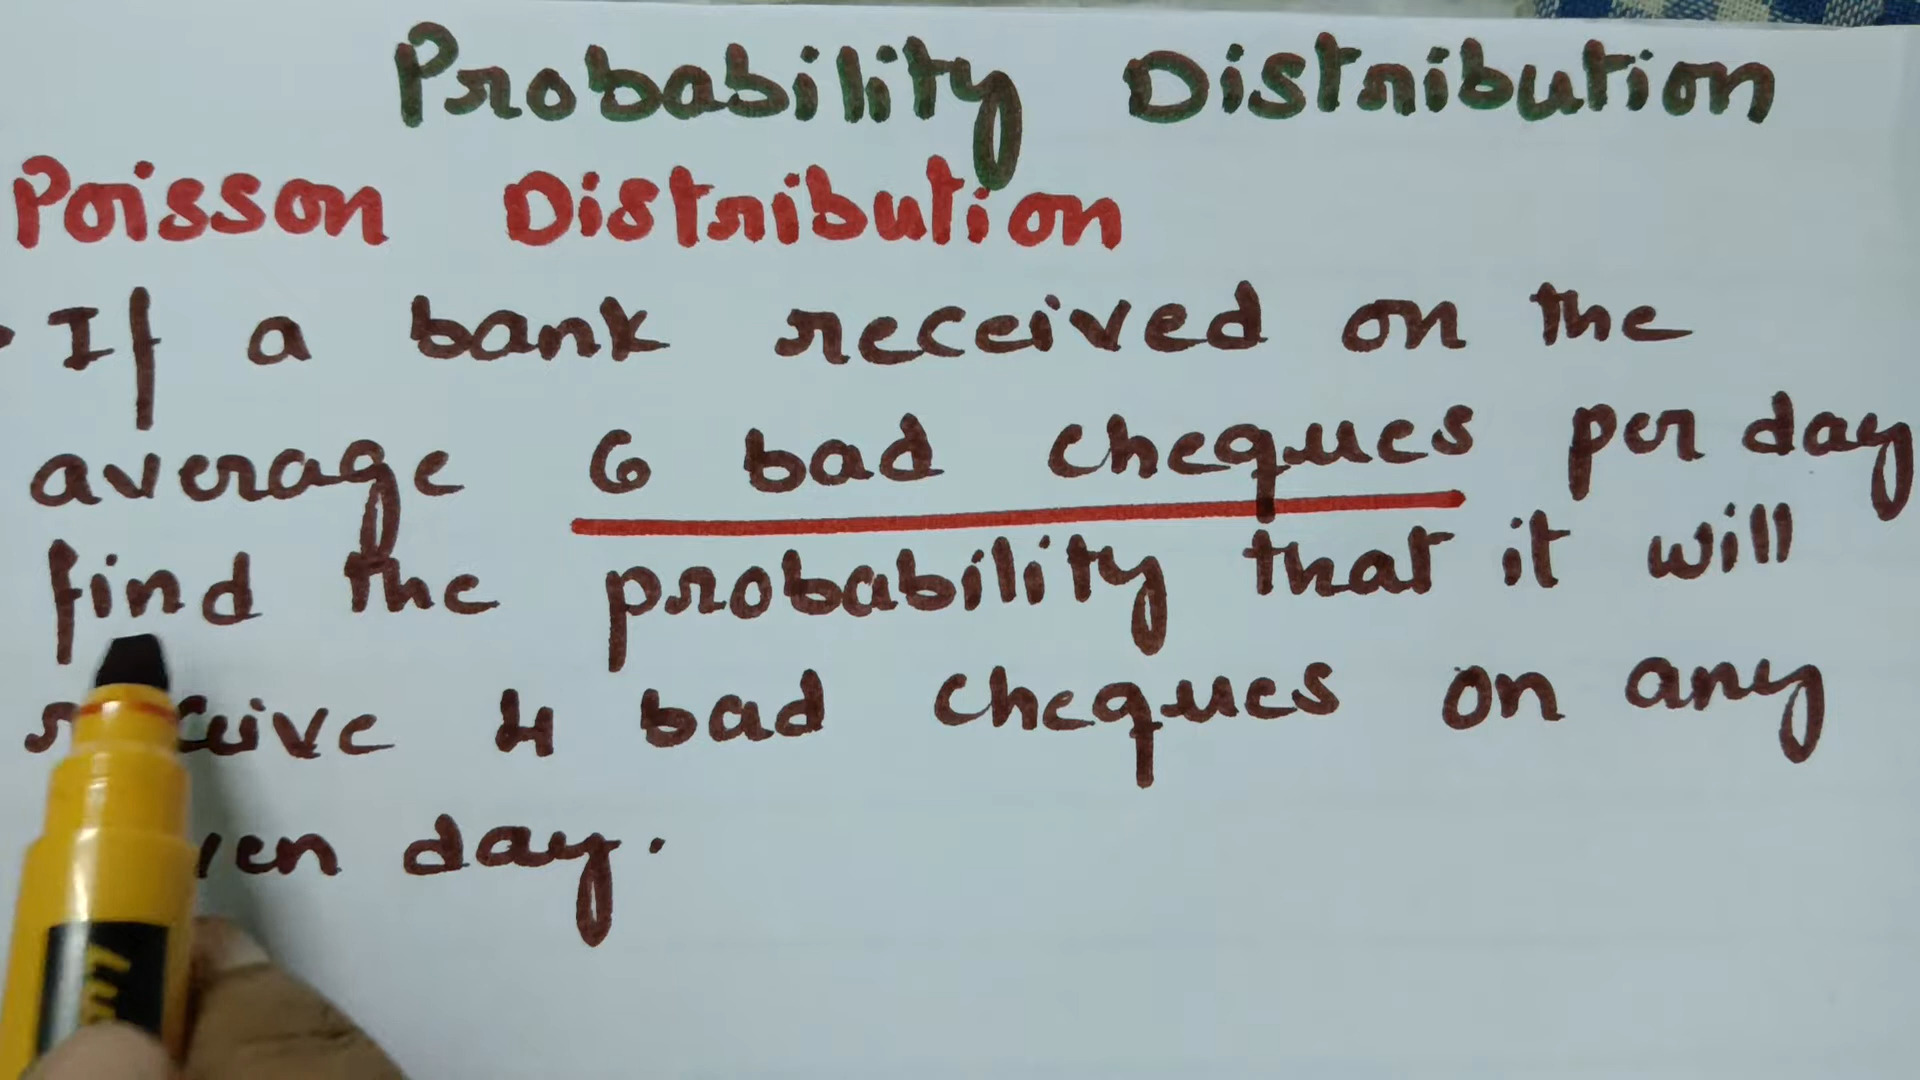 Probability Distribution
Poisson Distribution
If a bank received on the
average 6 bad cheques per day
find the probability that it will
receive 4 bad cheques on any
day.